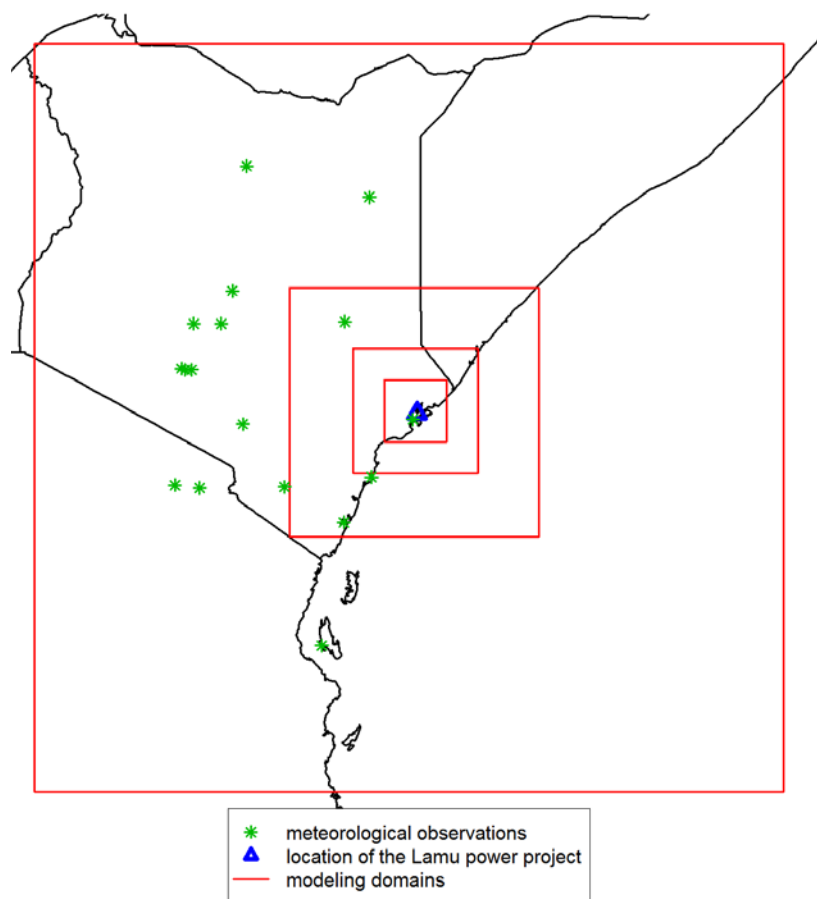 meteorological observations
location of the Lamu power project
modeling domains